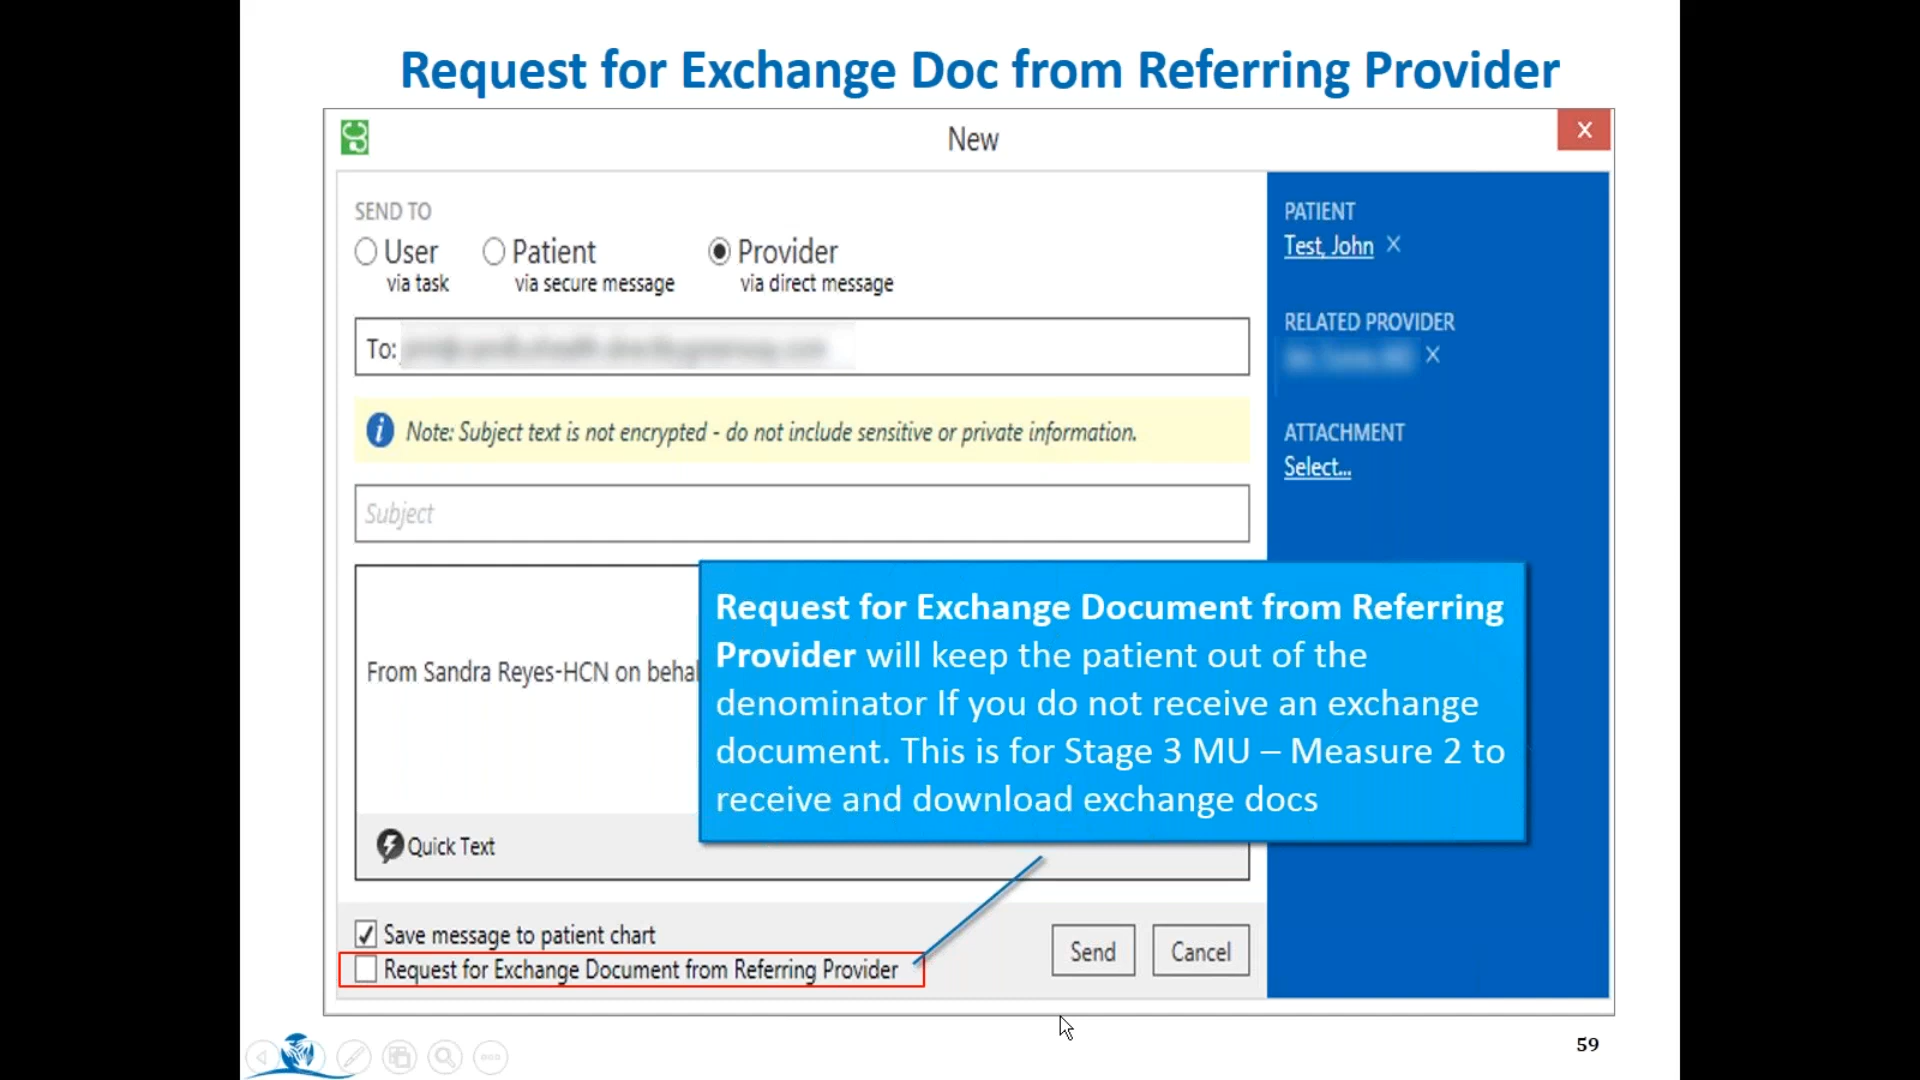 Request for Exchange Doc from Referring Provider
New
X
SEND TO
User
Patient
Provider
via task
via secure message
via direct message
To:
Note: Subject text is not encrypted - do not include sensitive or private information.
Subject
From Sandra Reyes-HCN on behal
Quick Text
Save message to patient chart
Request for Exchange Document from Referring Provider
Send
Cancel
PATIENT
Test, John
RELATED PROVIDER
ATTACHMENT
Select...
Request for Exchange Document from Referring
Provider will keep the patient out of the
denominator If you do not receive an exchange
document. This is for Stage 3 MU – Measure 2 to
receive and download exchange docs
59